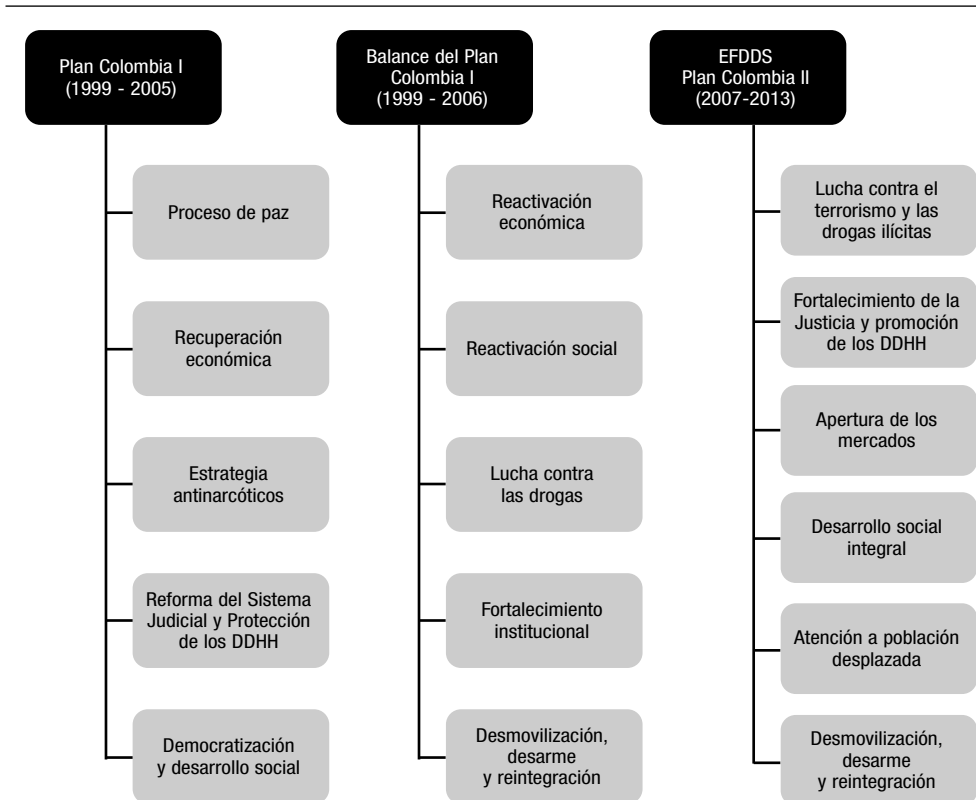 Plan Colombia I
(1999 - 2005)
Proceso de paz
Recuperación
económica
Estrategia
antinarcóticos
Reforma del Sistema
Judicial y Protección
de los DDHH
Democratización
y desarrollo social
Balance del Plan
Colombia I
(1999 - 2006)
Reactivación
económica
Reactivación social
Lucha contra
las drogas
Fortalecimiento
institucional
Desmovilización,
desarme
y reintegración
EFDDS
Plan Colombia II
(2007-2013)
Lucha contra el
terrorismo y las
drogas ilícitas
Fortalecimiento de la
Justicia y promoción
de los DDHH
Apertura de los
mercados
Desarrollo social
integral
Atención a población
desplazada
Desmovilización,
desarme
y reintegración